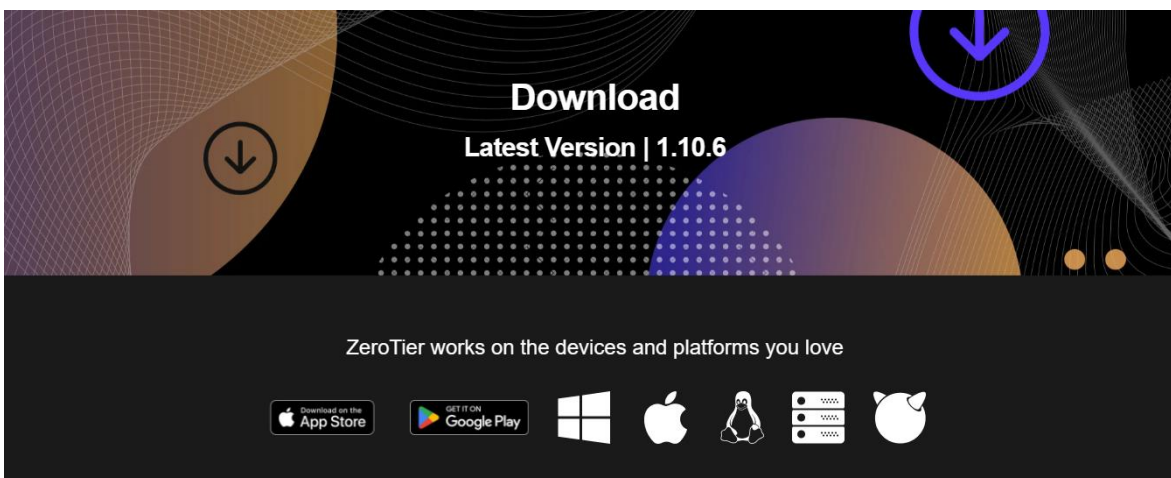 Download
Latest Version | 1.10.6
ZeroTier works on the devices and platforms you love
Download on the
App Store
GET IT ON
Google Play